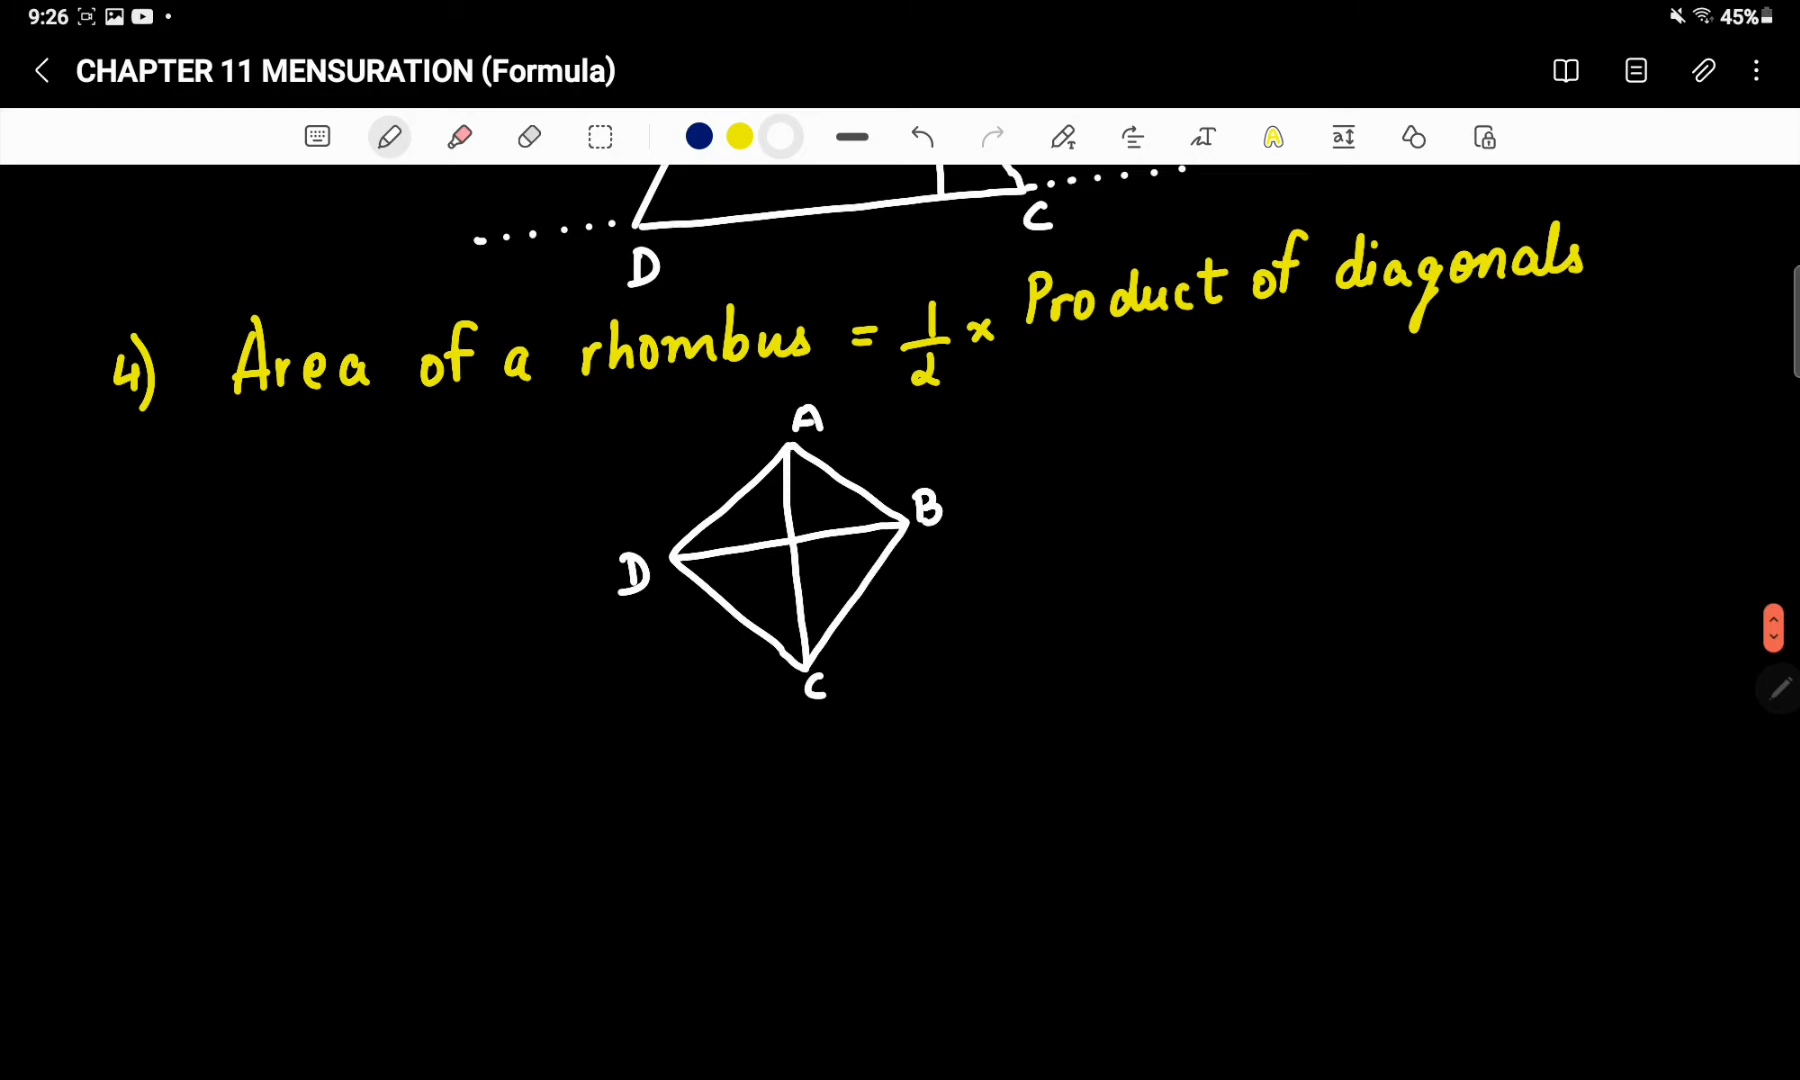 9:26
45%
CHAPTER 11 MENSURATION (Formula)
C
D
4) Area of a rhombus = 1/2 × Product of diagonals
A
B
D
C